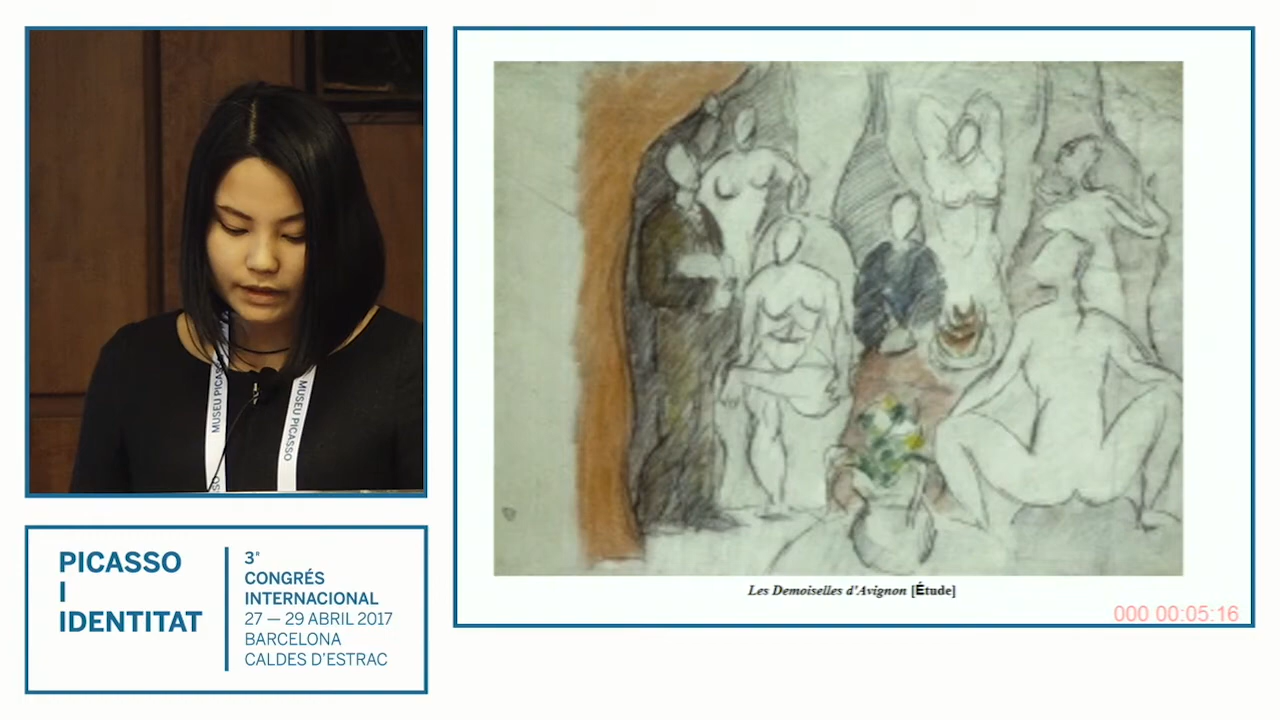 MUSEU PICASSO
MUSEU PICASSO
PICASSO
I
IDENTITAT
3ᵉ
CONGRÉS
INTERNACIONAL
27 — 29 ABRIL 2017
BARCELONA
CALDES D'ESTRAC
Les Demoiselles d'Avignon [Étude]
000 00:05:16